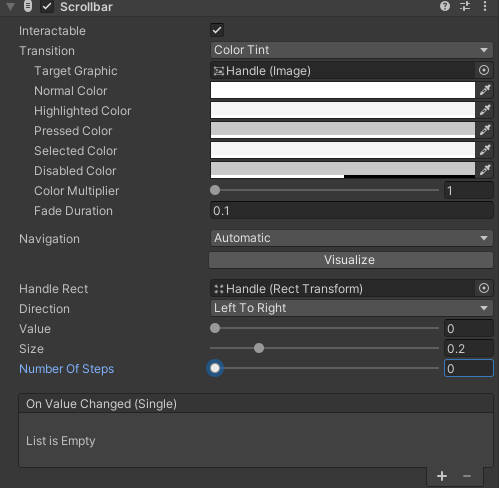 Scrollbar
Interactable
Transition Color Tint
Target Graphic Handle (Image)
Normal Color
Highlighted Color
Pressed Color
Selected Color
Disabled Color
Color Multiplier 1
Fade Duration 0.1
Navigation Automatic
Visualize
Handle Rect Handle (Rect Transform)
Direction Left To Right
Value 0
Size 0.2
Number Of Steps 0
On Value Changed (Single)
List is Empty